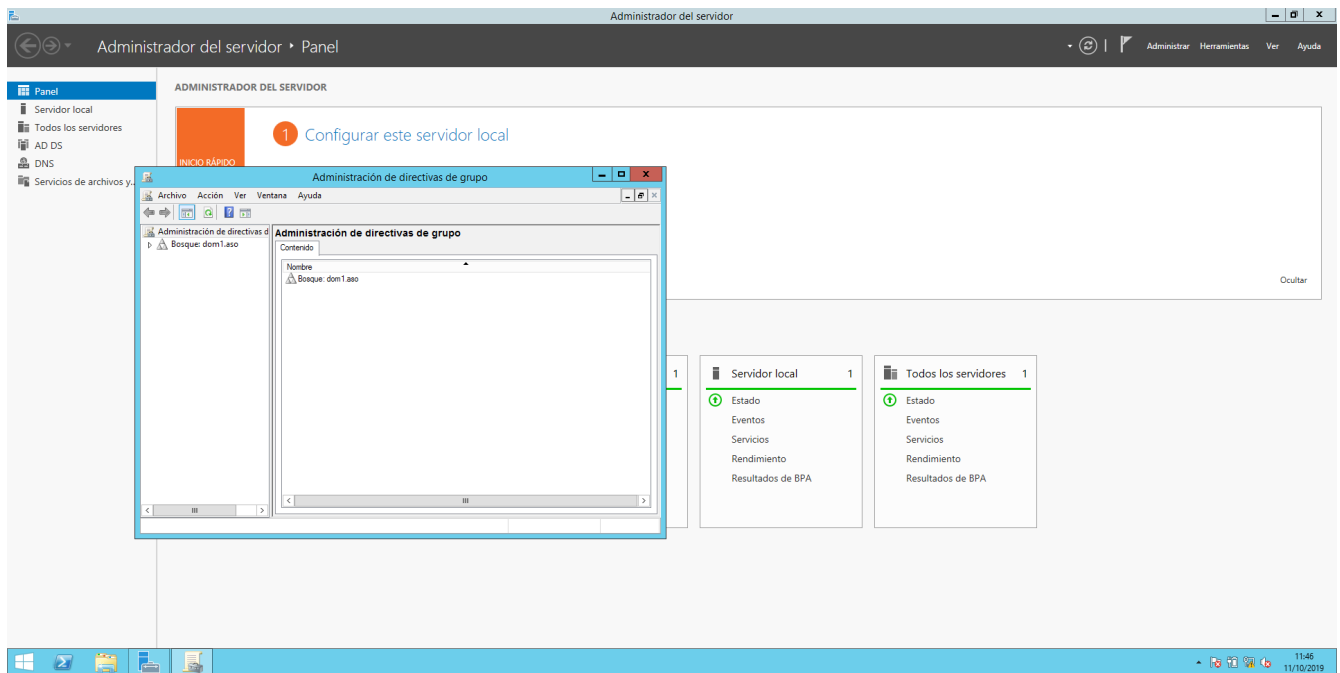 Administrador del servidor
Administrador del servidor ‣ Panel
Administrar Herramientas Ver Ayuda
Panel
Servidor local
Todos los servidores
AD DS
DNS
Servicios de archivos y...
ADMINISTRADOR DEL SERVIDOR
INICIO RÁPIDO
1 Configurar este servidor local
Ocultar
Administración de directivas de grupo
Archivo Acción Ver Ventana Ayuda
Administración de directivas d
Bosque: dom1.aso
Administración de directivas de grupo
Contenido
Nombre
Bosque: dom1.aso
1
Servidor local 1
Estado
Eventos
Servicios
Rendimiento
Resultados de BPA
Todos los servidores 1
Estado
Eventos
Servicios
Rendimiento
Resultados de BPA
11:46
11/10/2019